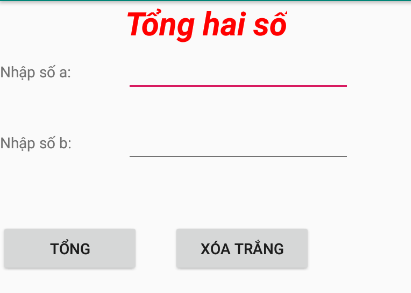 Tổng hai số
Nhập số a:
Nhập số b:
TỔNG XÓA TRẮNG